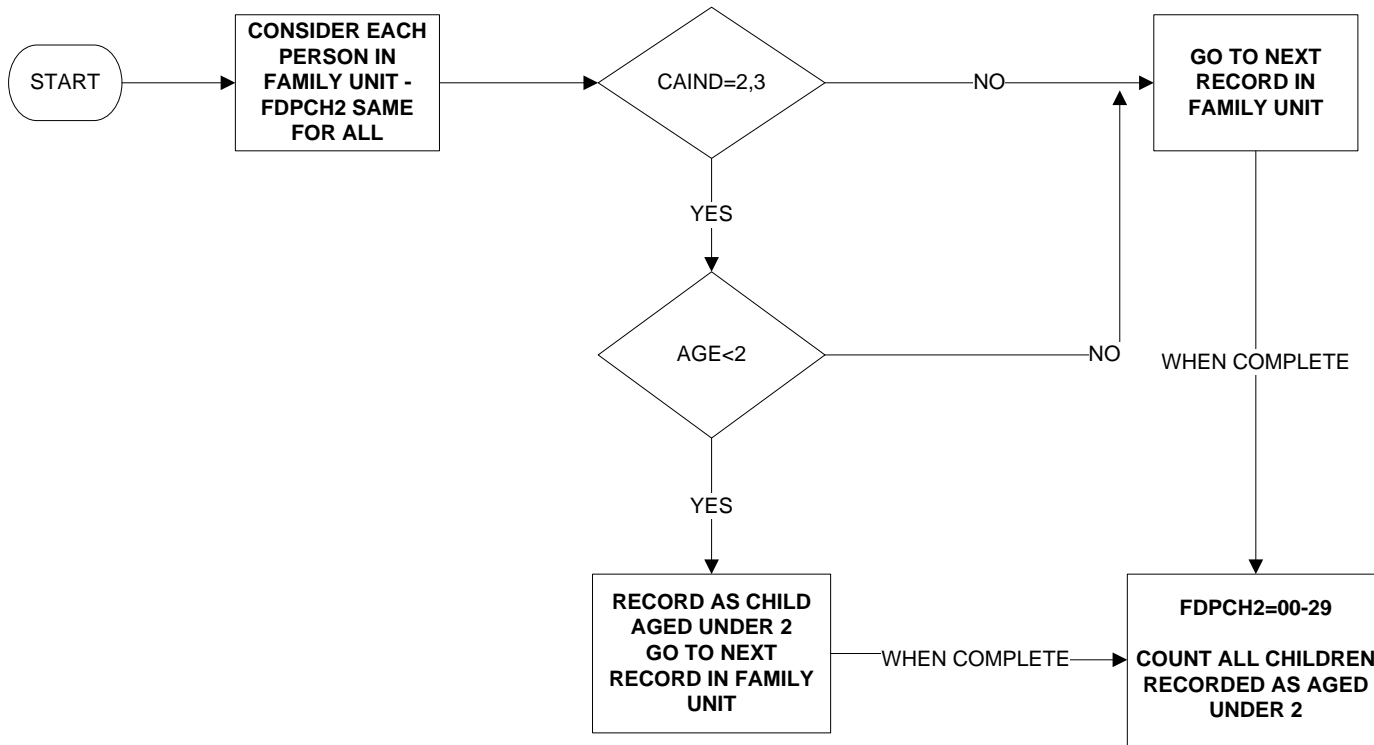 START
CONSIDER EACH
PERSON IN
FAMILY UNIT -
FDPCH2 SAME
FOR ALL
CAIND=2,3
NO
GO TO NEXT
RECORD IN
FAMILY UNIT
YES
AGE<2
NO
WHEN COMPLETE
YES
RECORD AS CHILD
AGED UNDER 2
GO TO NEXT
RECORD IN FAMILY
UNIT
WHEN COMPLETE
FDPCH2=00-29
COUNT ALL CHILDREN
RECORDED AS AGED
UNDER 2